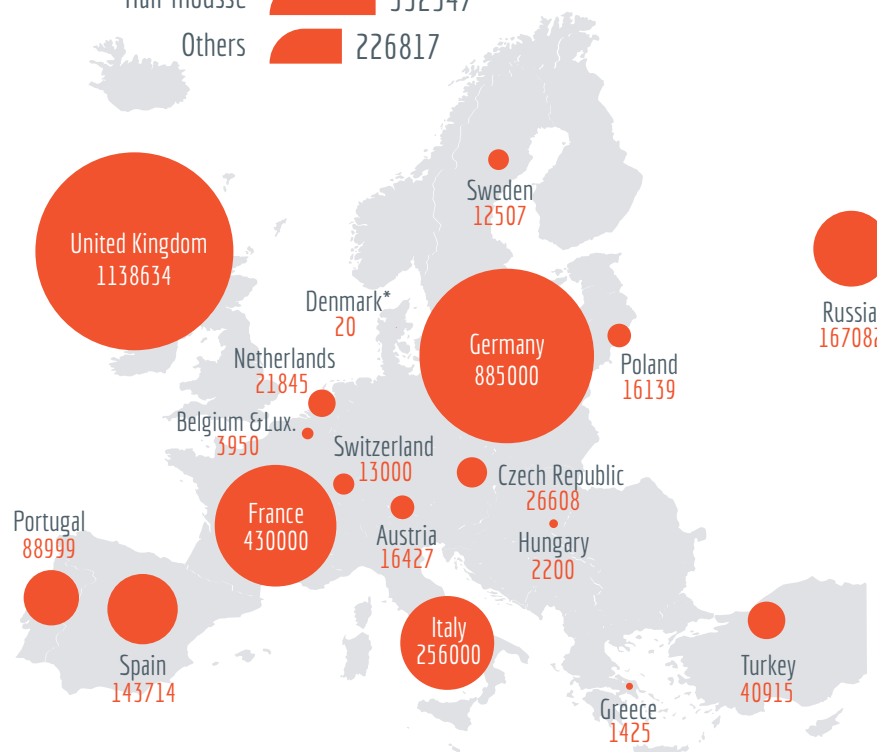 Others 226817
Sweden
12507
United Kingdom
1138634
Denmark*
20
Germany
885000
Russia
Netherlands
21845
Poland
16139
Belgium &Lux.
3950
Switzerland
13000
Czech Republic
26608
France
430000
Portugal
88999
Austria
16427
Hungary
2200
Italy
256000
Spain
143714
Turkey
40915
Greece
1425